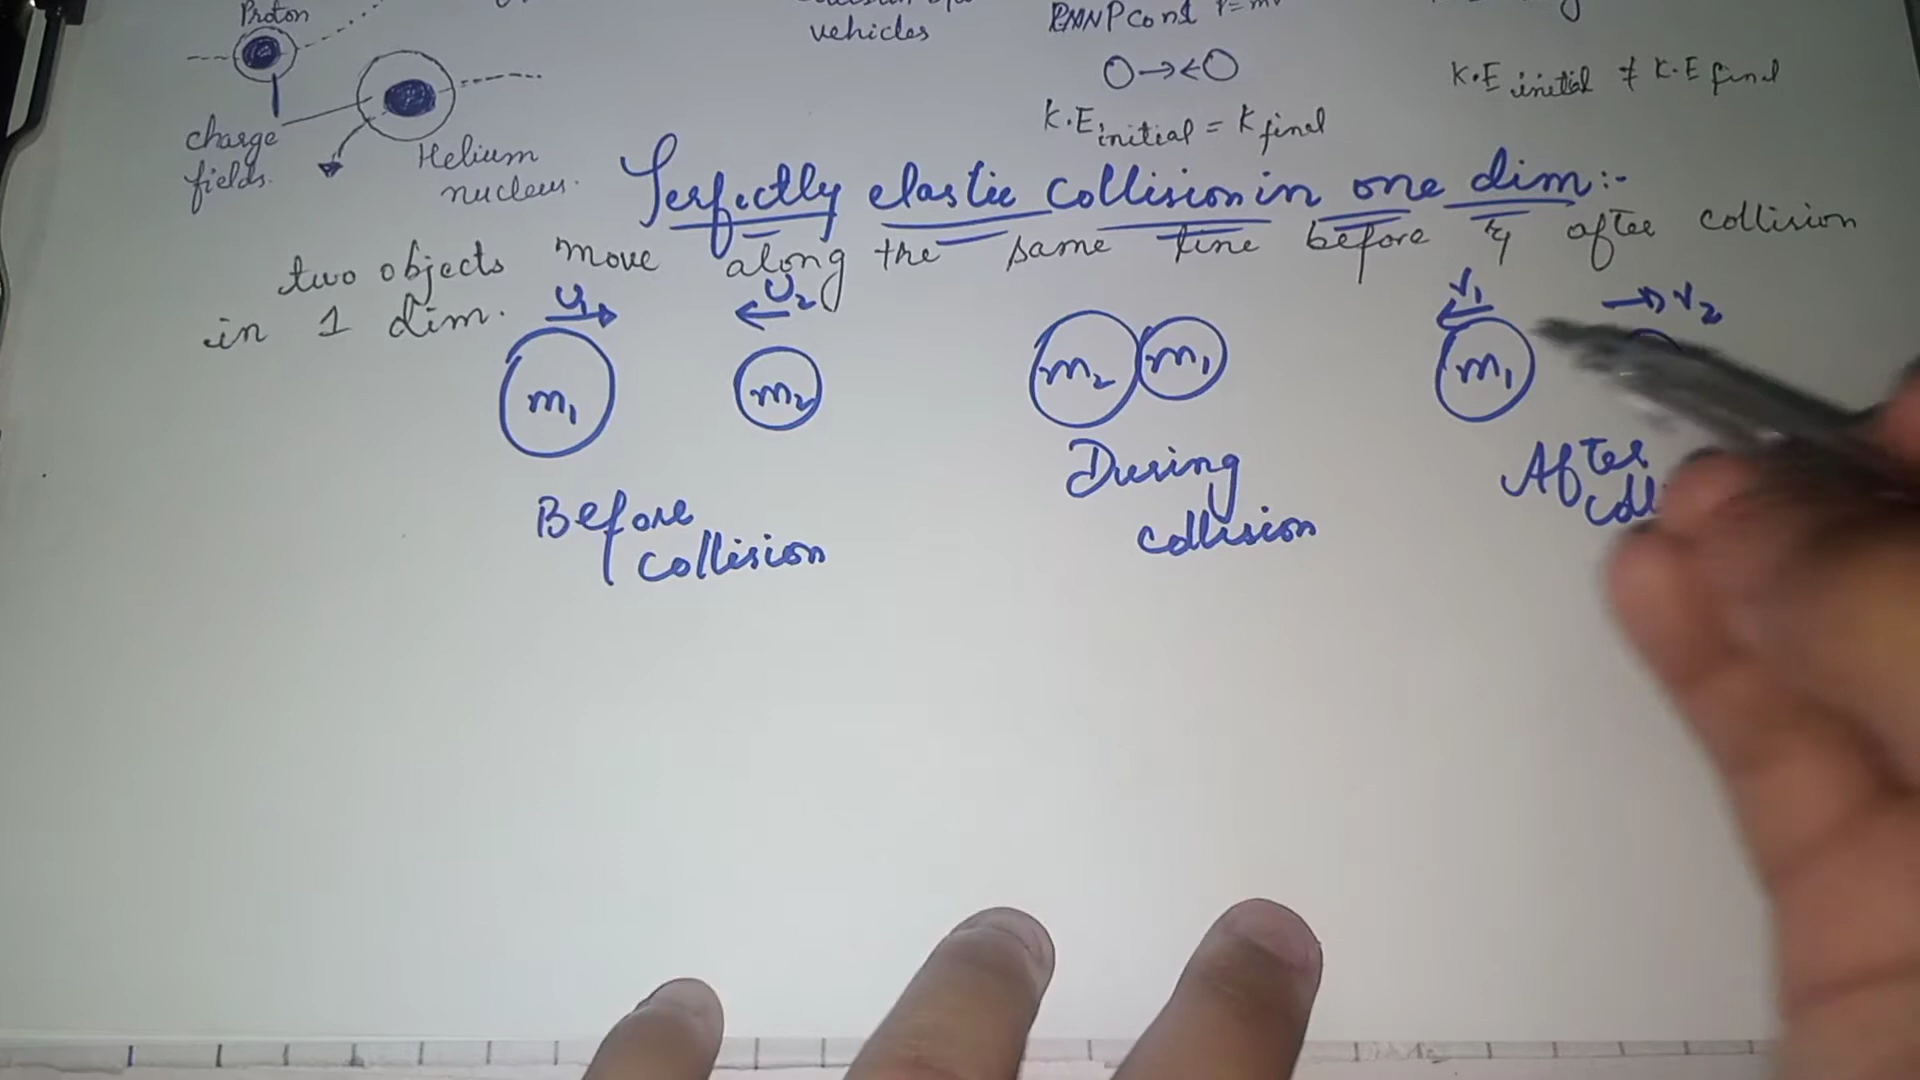 Proton
vehicles
P const P = mv
K.E initial ≠ K.E final
K.E initial = K final
charge
fields.
Helium
nucleus.
Perfectly elastic collision in one dim:-
two objects move along the same line before & after collision
in 1 dim.
U₁
U₂
V₁
V₂
m₁
m₂
m₂
m₁
m₁
Before
collision
During
collision
After